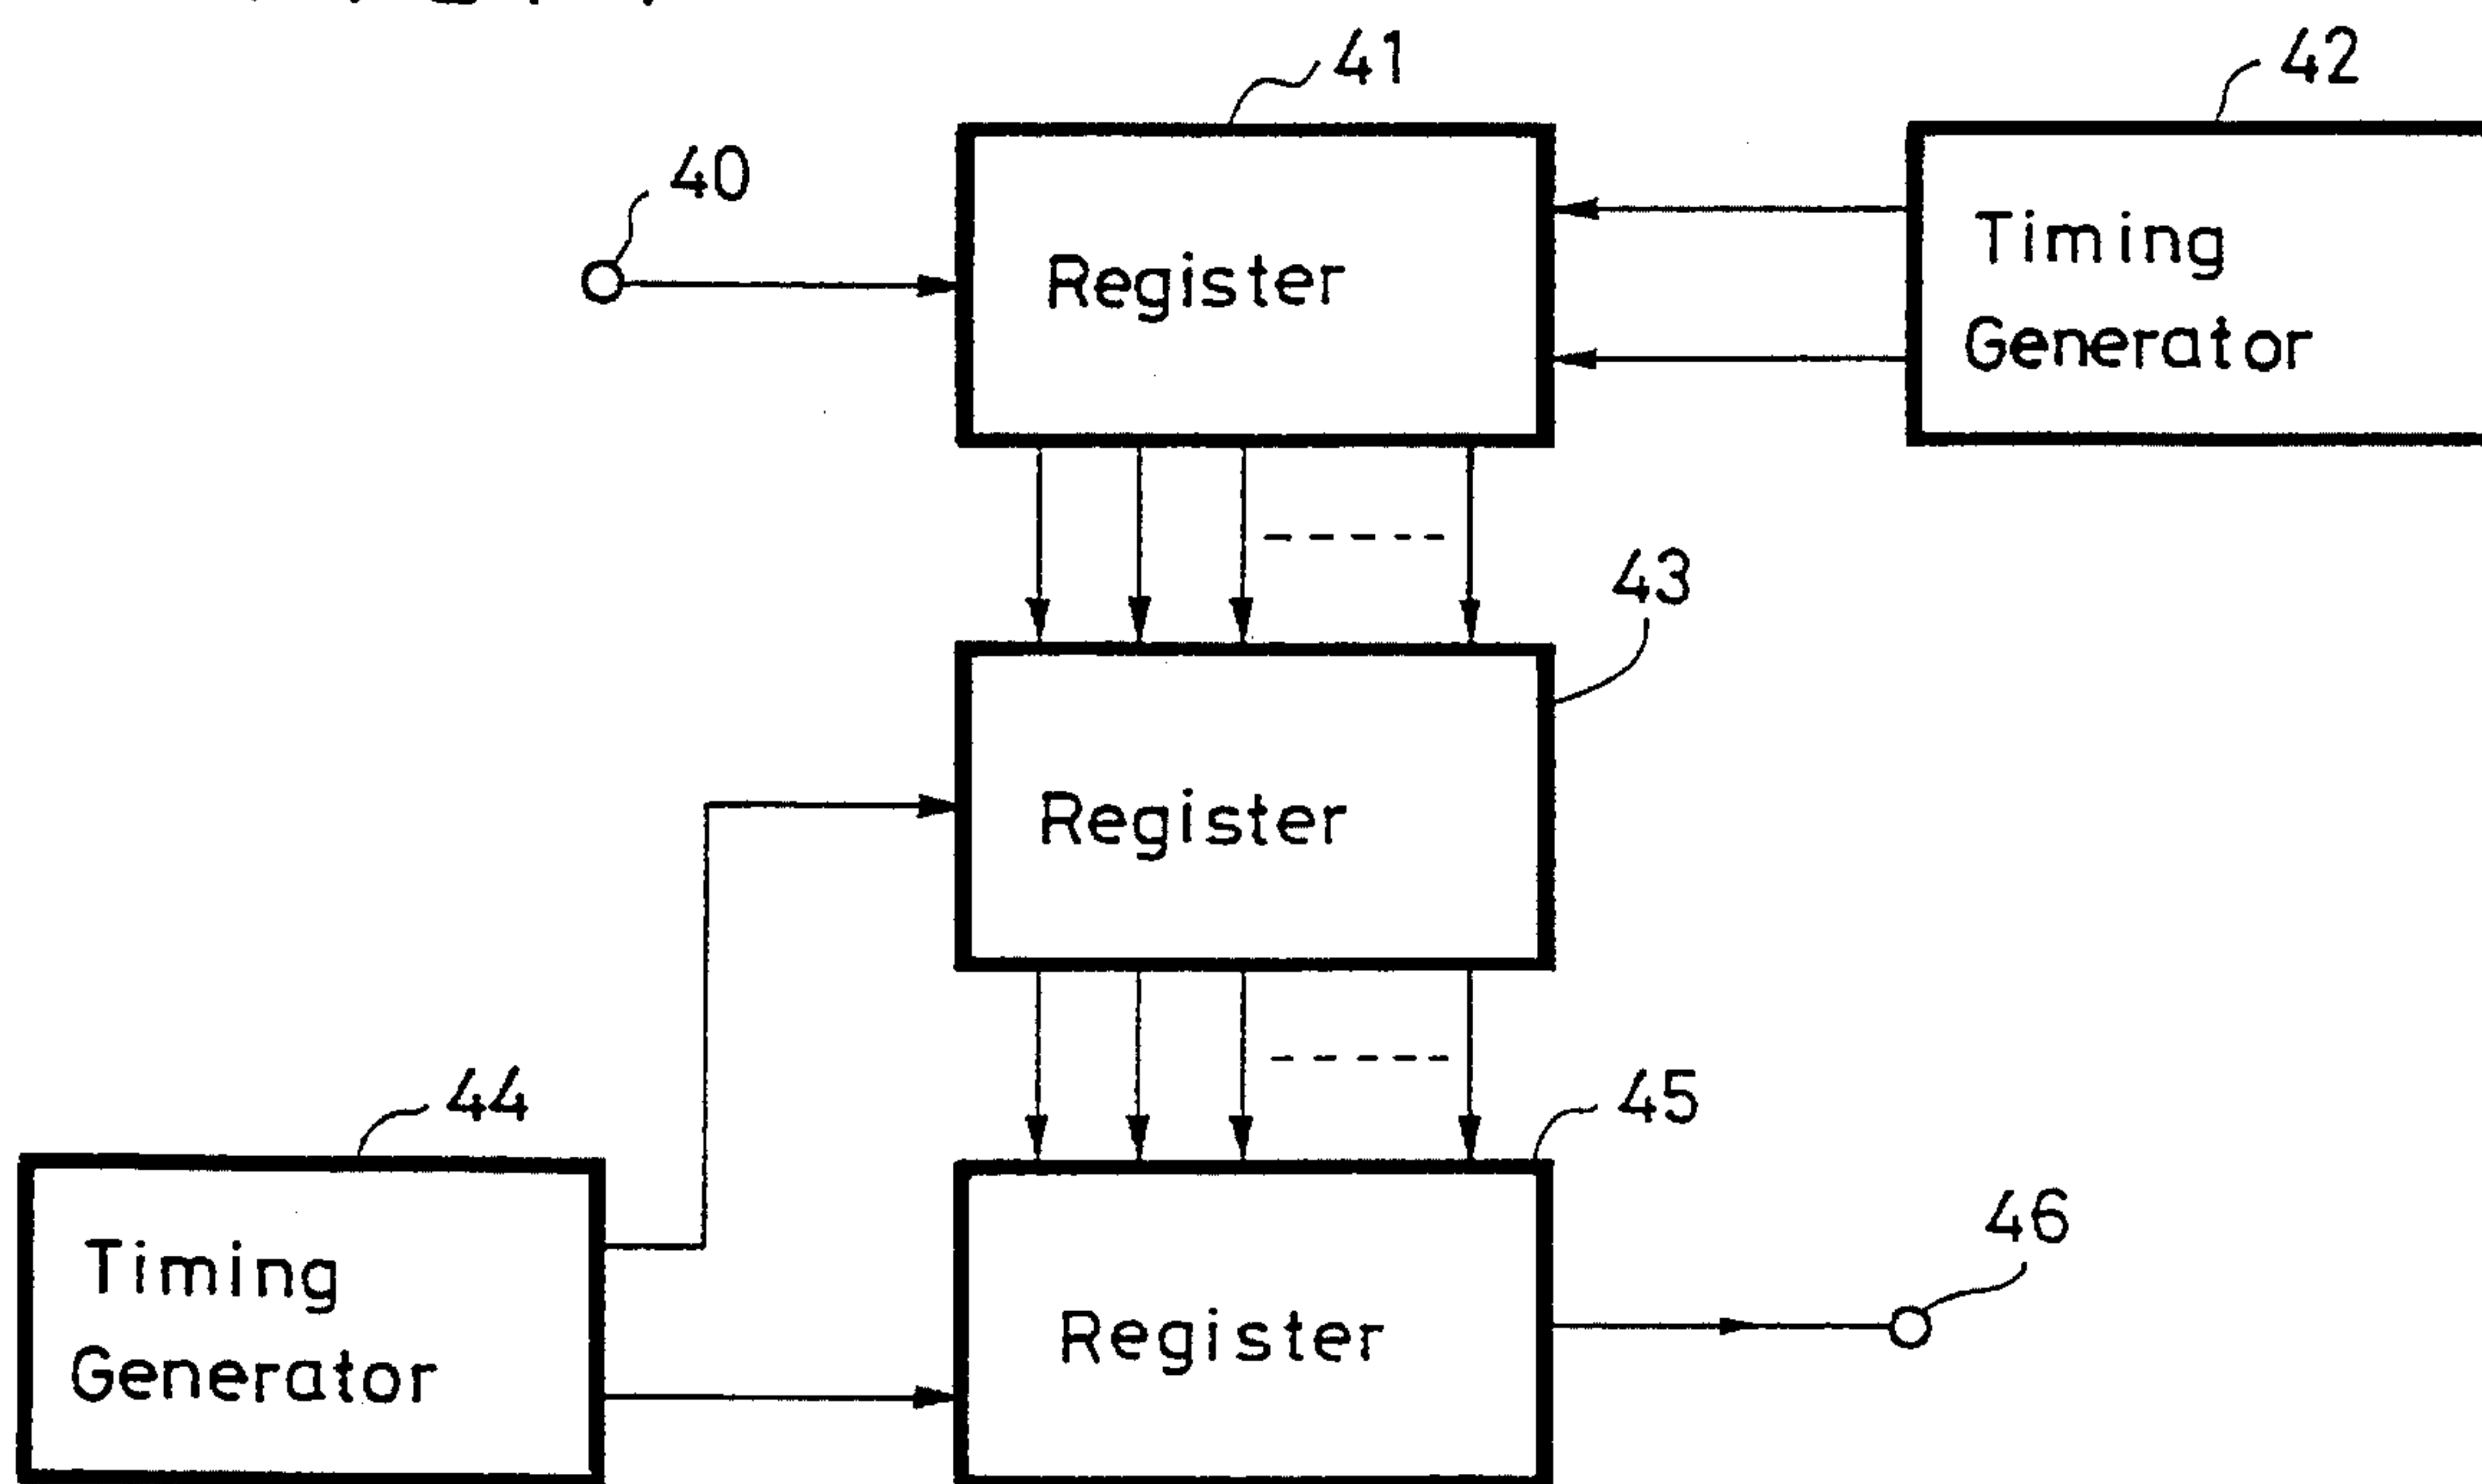 41
42
40
Register
Timing
Generator
43
Register
44
45
Timing
Generator
Register
46